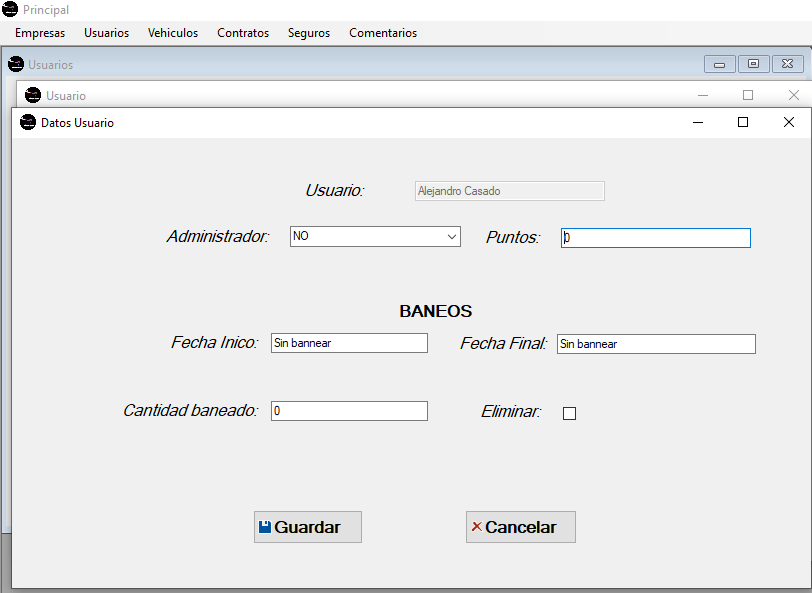 Principal
Empresas Usuarios Vehiculos Contratos Seguros Comentarios
Usuarios
Usuario
Datos Usuario
Usuario: Alejandro Casado
Administrador: NO Puntos: 0
BANEOS
Fecha Inico: Sin bannear Fecha Final: Sin bannear
Cantidad baneado: 0 Eliminar:
Guardar Cancelar